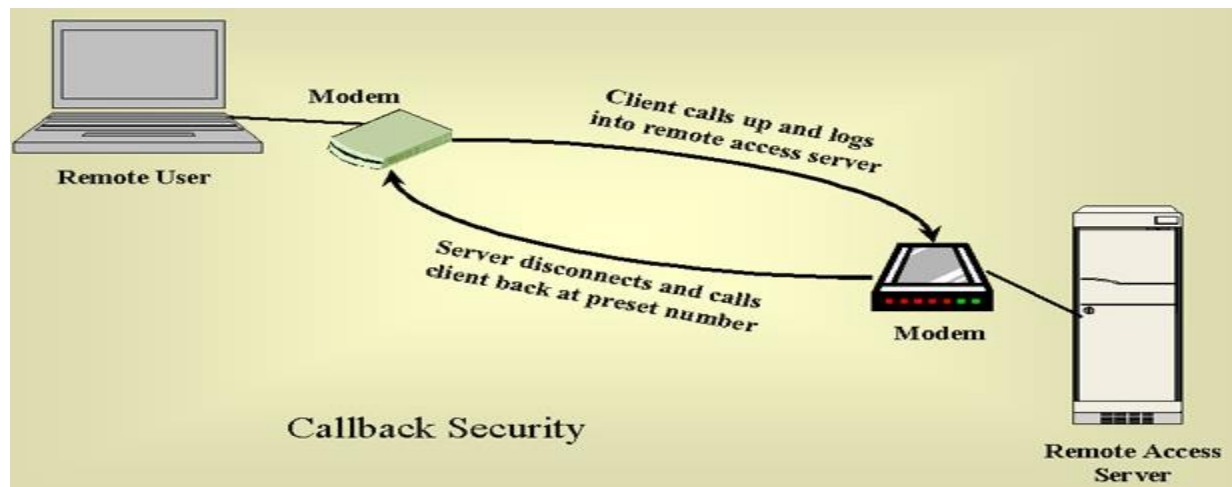 Modem
Client calls up and logs
into remote access server
Remote User
Server disconnects and calls
client back at preset number
Modem
Callback Security
Remote Access
Server